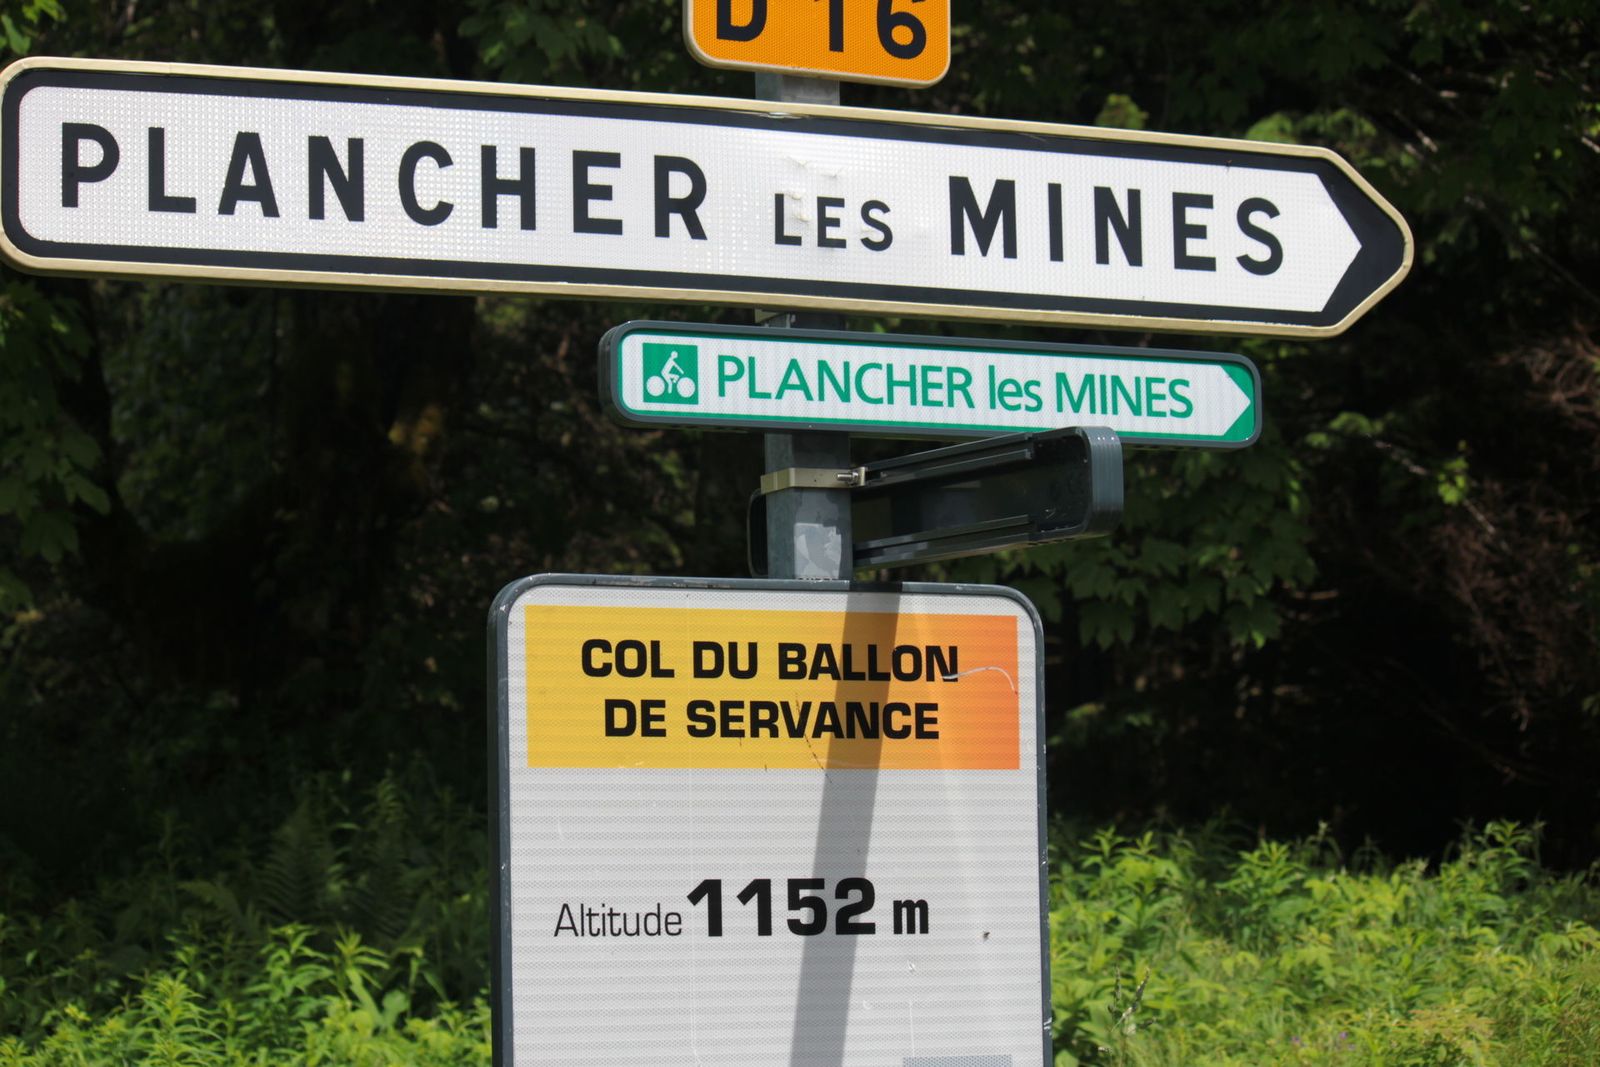 D 16
PLANCHER LES MINES
PLANCHER les MINES
COL DU BALLON
DE SERVANCE
Altitude 1152 m